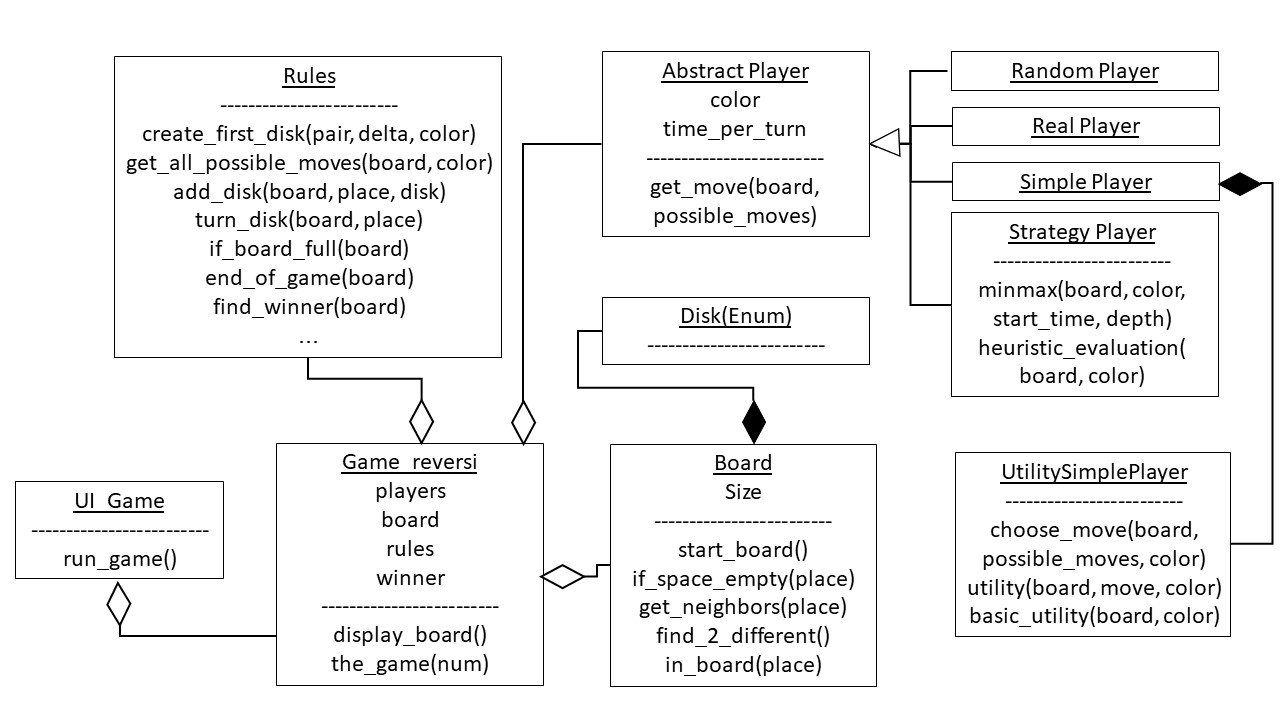 Rules
-------------------------
create_first_disk(pair, delta, color)
get_all_possible_moves(board, color)
add_disk(board, place, disk)
turn_disk(board, place)
if_board_full(board)
end_of_game(board)
find_winner(board)
...
Abstract Player
color
time_per_turn
-------------------------
get_move(board,
possible_moves)
Random Player
Real Player
Simple Player
Strategy Player
-------------------------
minmax(board, color,
start_time, depth)
heuristic_evaluation(
board, color)
Disk(Enum)
-------------------------
UI_Game
-------------------------
run_game()
Game_reversi
players
board
rules
winner
-------------------------
display_board()
the_game(num)
Board
Size
-------------------------
start_board()
if_space_empty(place)
get_neighbors(place)
find_2_different()
in_board(place)
UtilitySimplePlayer
-------------------------
choose_move(board,
possible_moves, color)
utility(board, move, color)
basic_utility(board, color)